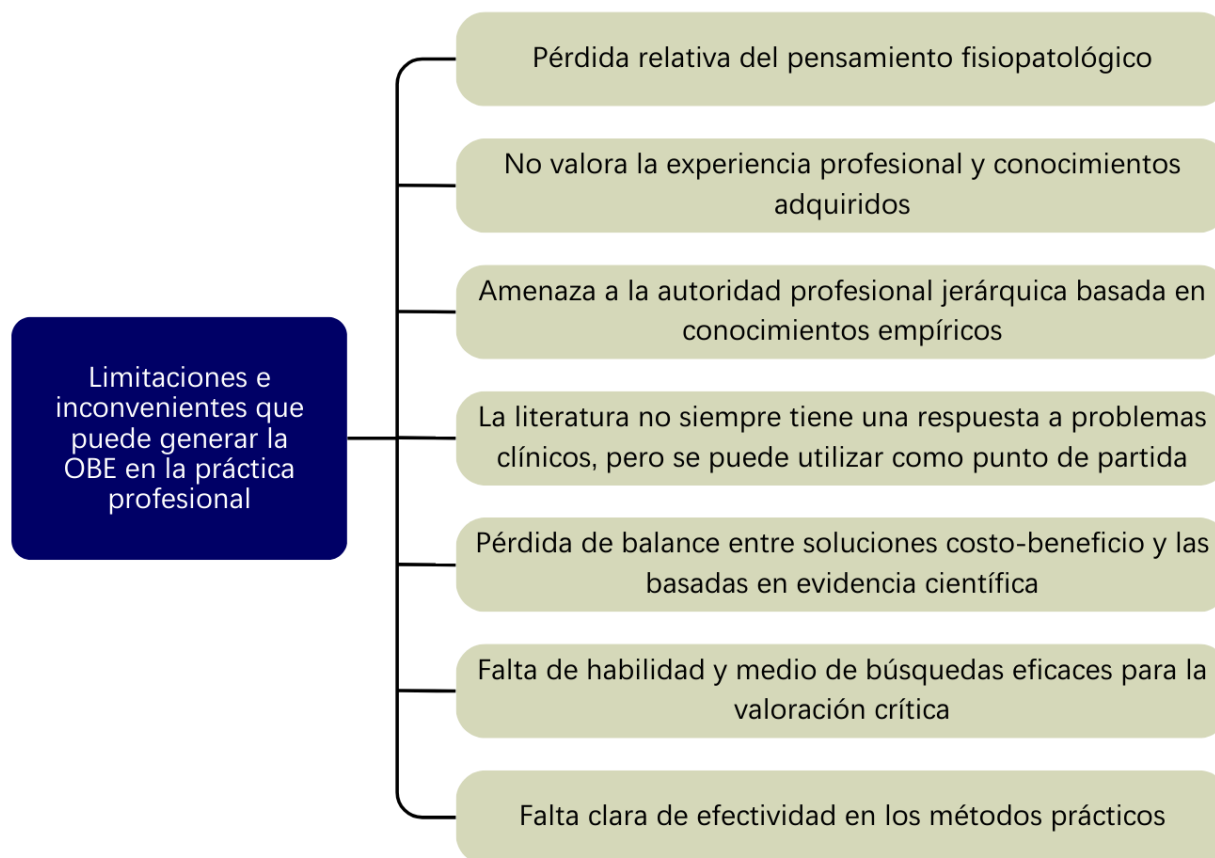 Pérdida relativa del pensamiento fisiopatológico
No valora la experiencia profesional y conocimientos
adquiridos
Amenaza a la autoridad profesional jerárquica basada en
conocimientos empíricos
Limitaciones e
inconvenientes que
puede generar la
OBE en la práctica
profesional
La literatura no siempre tiene una respuesta a problemas
clínicos, pero se puede utilizar como punto de partida
Pérdida de balance entre soluciones costo-beneficio y las
basadas en evidencia científica
Falta de habilidad y medio de búsquedas eficaces para la
valoración crítica
Falta clara de efectividad en los métodos prácticos